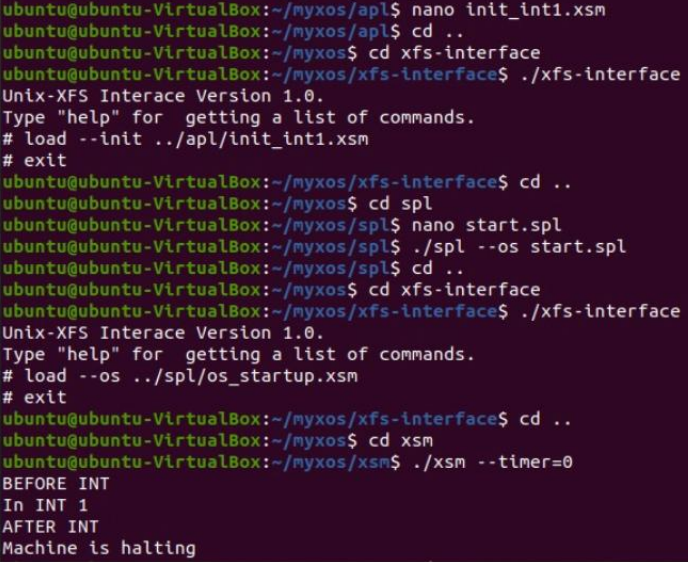 ubuntu@ubuntu-VirtualBox:~/myxos/apl$ nano init_int1.xsm
ubuntu@ubuntu-VirtualBox:~/myxos/apl$ cd ..
ubuntu@ubuntu-VirtualBox:~/myxos$ cd xfs-interface
ubuntu@ubuntu-VirtualBox:~/myxos/xfs-interface$ ./xfs-interface
Unix-XFS Interace Version 1.0.
Type "help" for  getting a list of commands.
# load --init ../apl/init_int1.xsm
# exit
ubuntu@ubuntu-VirtualBox:~/myxos/xfs-interface$ cd ..
ubuntu@ubuntu-VirtualBox:~/myxos$ cd spl
ubuntu@ubuntu-VirtualBox:~/myxos/spl$ nano start.spl
ubuntu@ubuntu-VirtualBox:~/myxos/spl$ ./spl --os start.spl
ubuntu@ubuntu-VirtualBox:~/myxos/spl$ cd ..
ubuntu@ubuntu-VirtualBox:~/myxos$ cd xfs-interface
ubuntu@ubuntu-VirtualBox:~/myxos/xfs-interface$ ./xfs-interface
Unix-XFS Interace Version 1.0.
Type "help" for  getting a list of commands.
# load --os ../spl/os_startup.xsm
# exit
ubuntu@ubuntu-VirtualBox:~/myxos/xfs-interface$ cd ..
ubuntu@ubuntu-VirtualBox:~/myxos$ cd xsm
ubuntu@ubuntu-VirtualBox:~/myxos/xsm$ ./xsm --timer=0
BEFORE INT
In INT 1
AFTER INT
Machine is halting